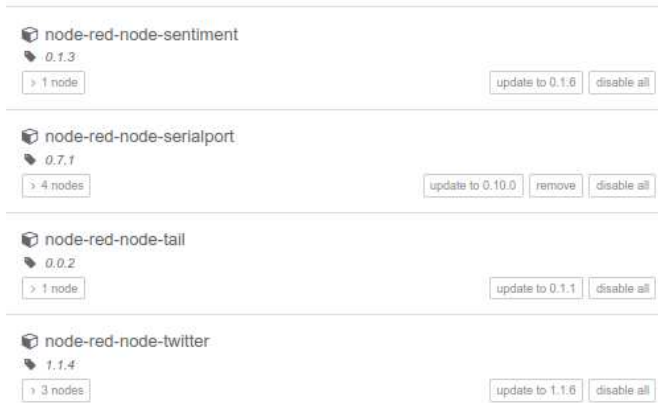 node-red-node-sentiment
0.1.3
> 1 node update to 0.1.6 disable all
node-red-node-serialport
0.7.1
> 4 nodes update to 0.10.0 remove disable all
node-red-node-tail
0.0.2
> 1 node update to 0.1.1 disable all
node-red-node-twitter
1.1.4
> 3 nodes update to 1.1.6 disable all